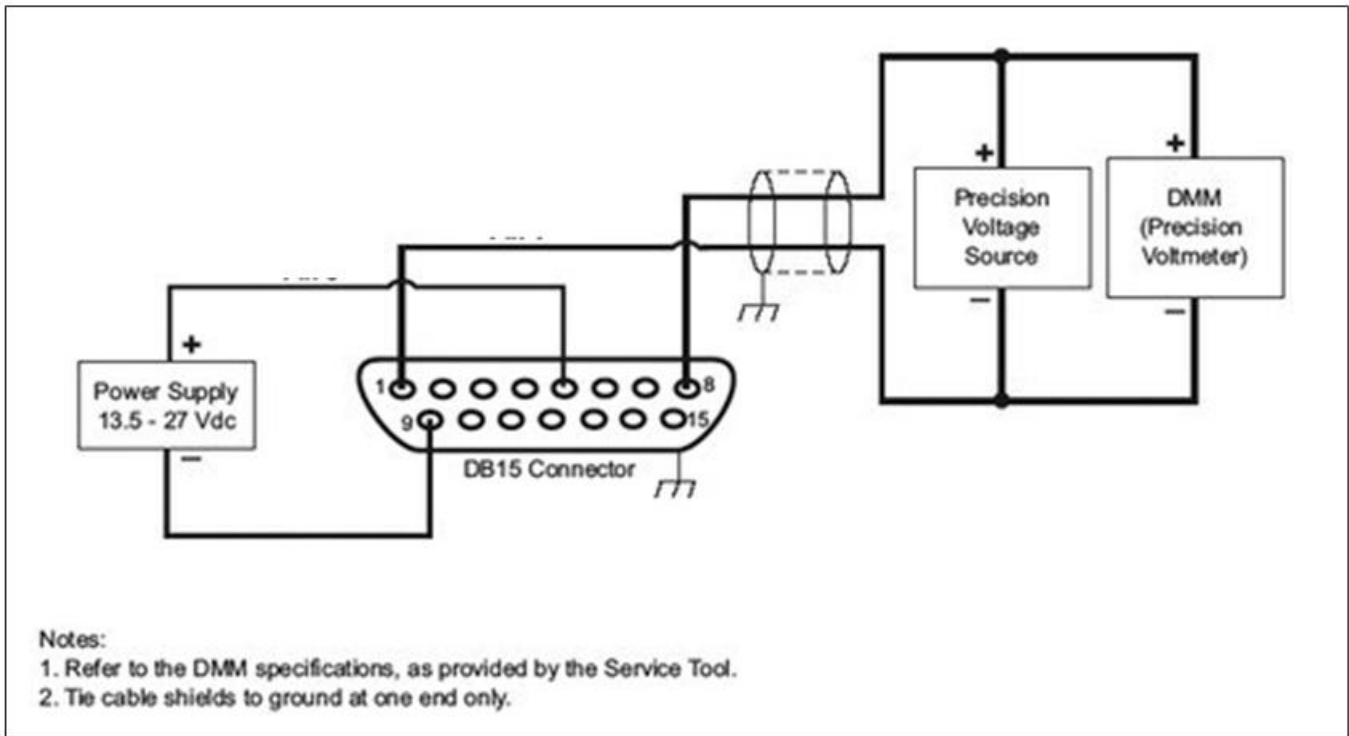 Precision
Voltage
Source
+
−
DMM
(Precision
Voltmeter)
+
−
Power Supply
13.5 - 27 Vdc
+
−
1
8
9
15
DB15 Connector
Notes:
1. Refer to the DMM specifications, as provided by the Service Tool.
2. Tie cable shields to ground at one end only.